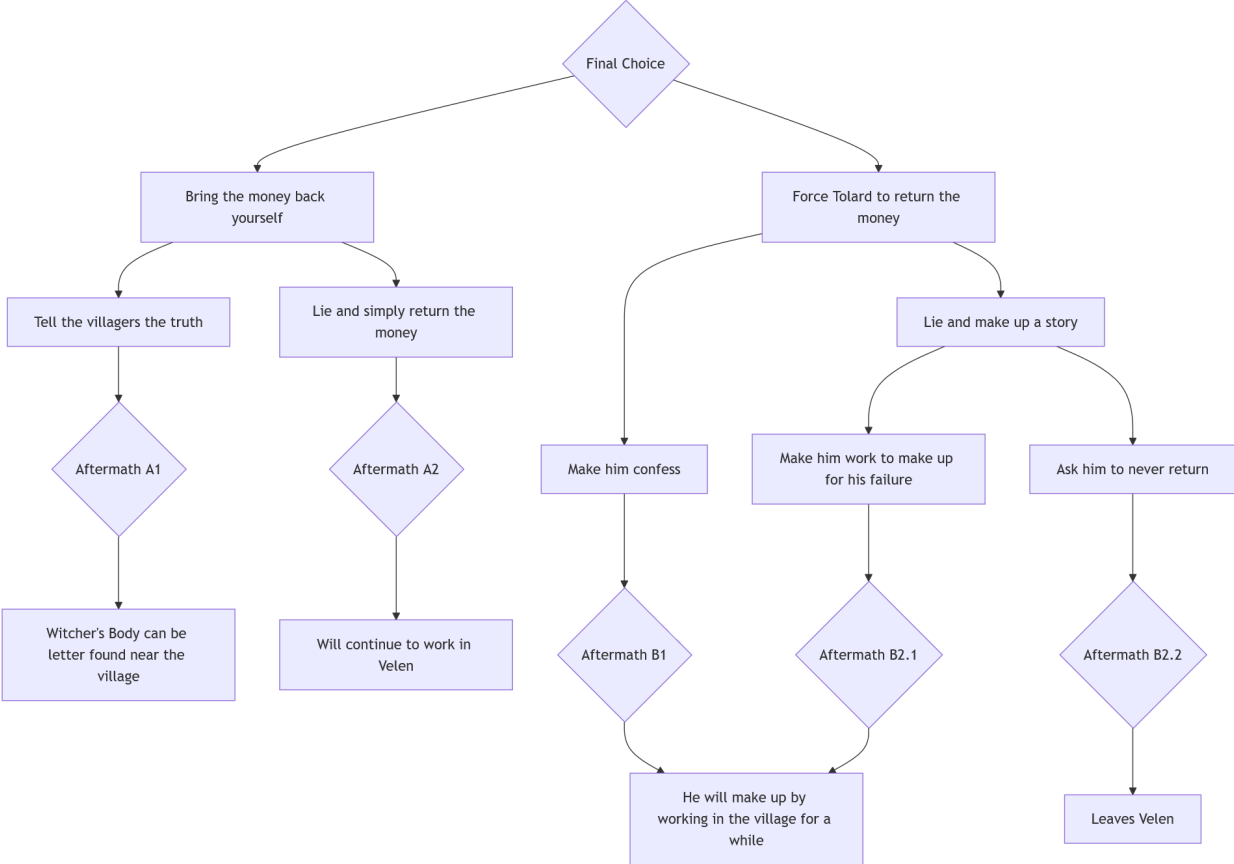 Final Choice
Bring the money back
yourself
Force Tolard to return the
money
Tell the villagers the truth
Lie and simply return the
money
Lie and make up a story
Make him confess
Make him work to make up
for his failure
Ask him to never return
Aftermath A1
Aftermath A2
Aftermath B1
Aftermath B2.1
Aftermath B2.2
Witcher's Body can be
letter found near the
village
Will continue to work in
Velen
He will make up by
working in the village for a
while
Leaves Velen